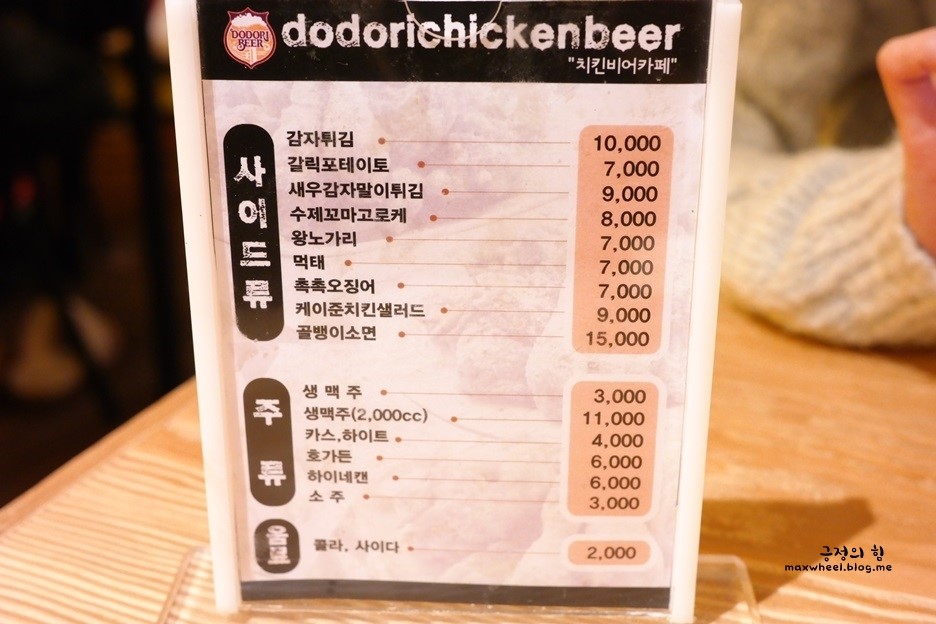 DODORI
BEER
dodorichickenbeer
"치킨비어카페"
사이드류
감자튀김 10,000
갈릭포테이토 7,000
새우감자말이튀김 9,000
수제꼬마고로케 8,000
왕노가리 7,000
먹태 7,000
촉촉오징어 7,000
케이준치킨샐러드 9,000
골뱅이소면 15,000
주류
생 맥 주 3,000
생맥주(2,000cc) 11,000
카스,하이트 4,000
호가든 6,000
하이네캔 6,000
소 주 3,000
음료
콜라, 사이다 2,000
긍정의 힘
maxwheel.blog.me